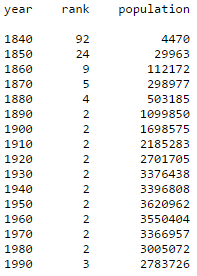 year rank population
1840 92 4470
1850 24 29963
1860 9 112172
1870 5 298977
1880 4 503185
1890 2 1099850
1900 2 1698575
1910 2 2185283
1920 2 2701705
1930 2 3376438
1940 2 3396808
1950 2 3620962
1960 2 3550404
1970 2 3366957
1980 2 3005072
1990 3 2783726